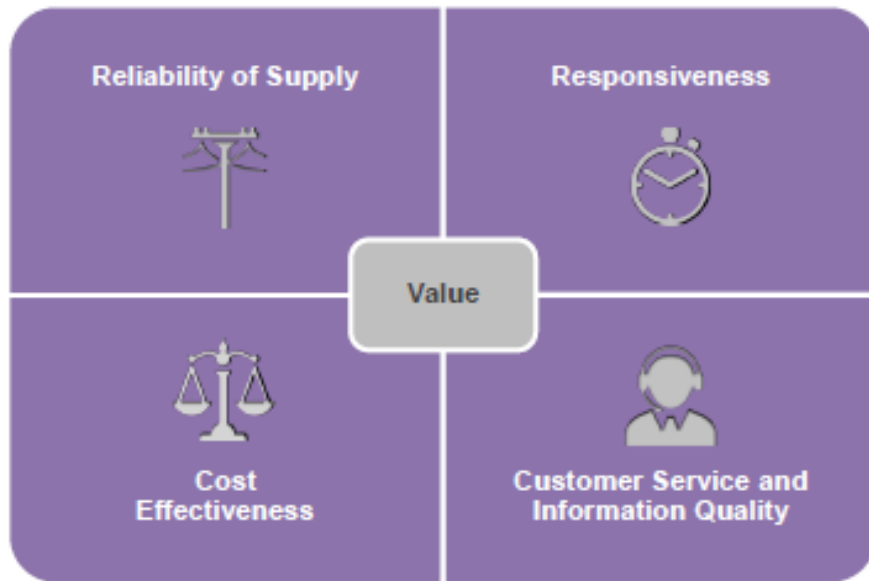 Reliability of Supply
Responsiveness
Value
Cost
Effectiveness
Customer Service and
Information Quality